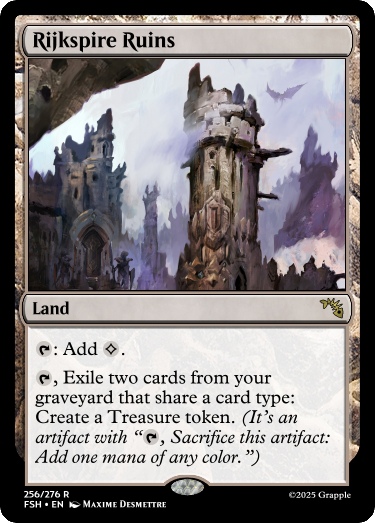 Rijkspire Ruins
Land
: Add .
, Exile two cards from your
graveyard that share a card type:
Create a Treasure token. (It's an
artifact with “, Sacrifice this artifact:
Add one mana of any color.”)
256/276 R
FSH • EN Maxime Desmettre
©2025 Grapple